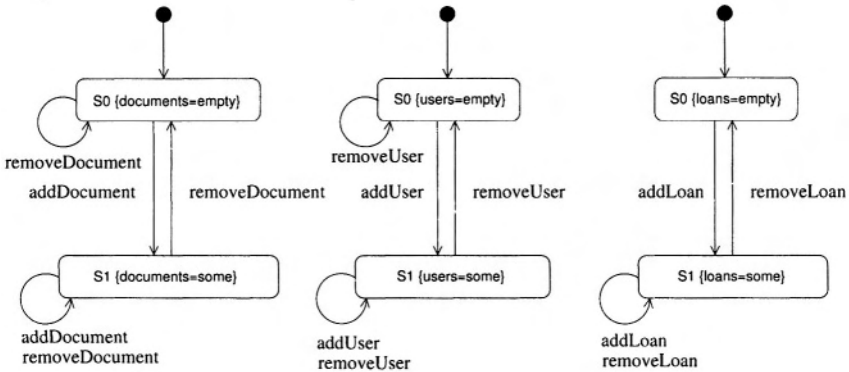 S0 {documents=empty}
removeDocument
addDocument
removeDocument
S1 {documents=some}
addDocument
removeDocument
S0 {users=empty}
removeUser
addUser
removeUser
S1 {users=some}
addUser
removeUser
S0 {loans=empty}
addLoan
removeLoan
S1 {loans=some}
addLoan
removeLoan